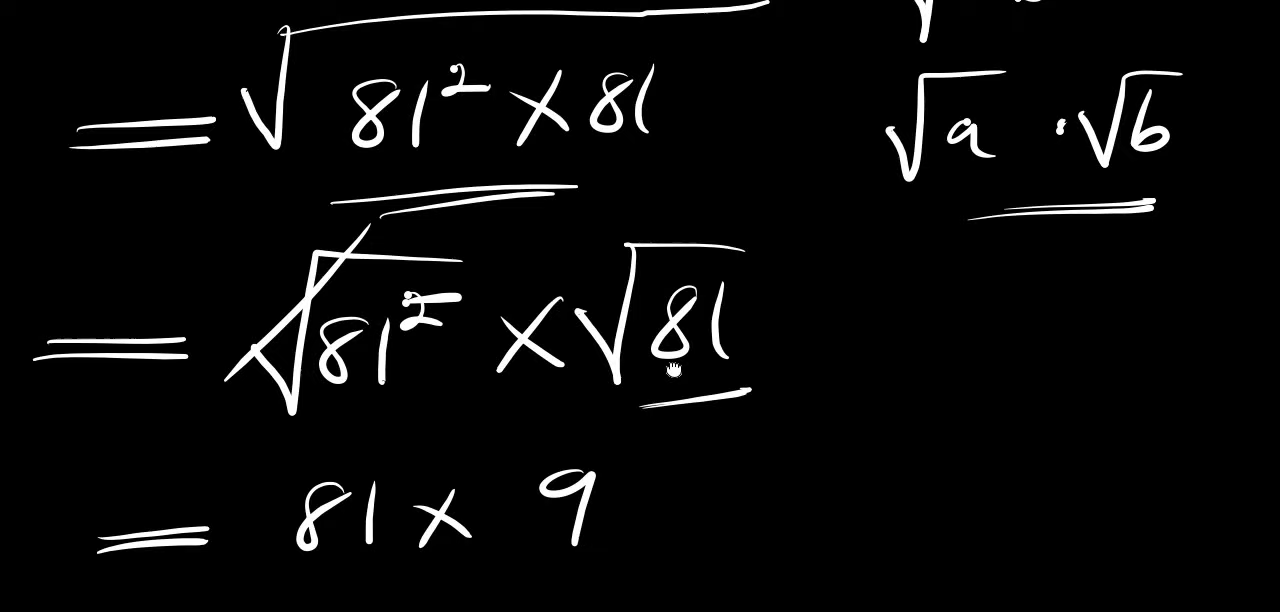 = √(81² × 81)
√a · √b
= √81² × √81
= 81 × 9